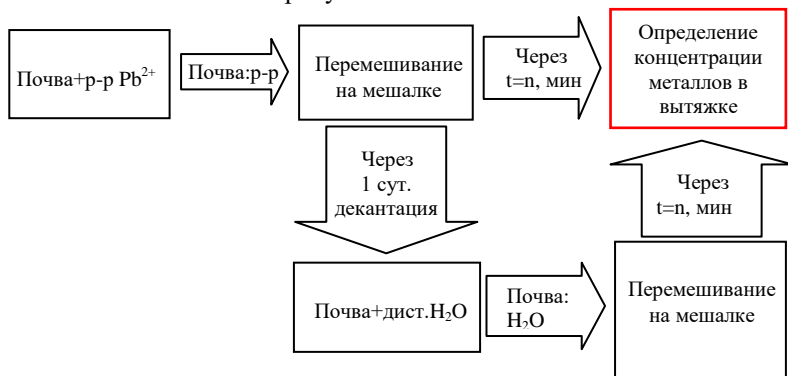 Почва+р-р Pb²⁺
Почва:р-р
Перемешивание
на мешалке
Через
t=n, мин
Определение
концентрации
металлов в
вытяжке
Через
1 сут.
декантация
Почва+дист.H₂O
Почва:
H₂O
Перемешивание
на мешалке
Через
t=n, мин